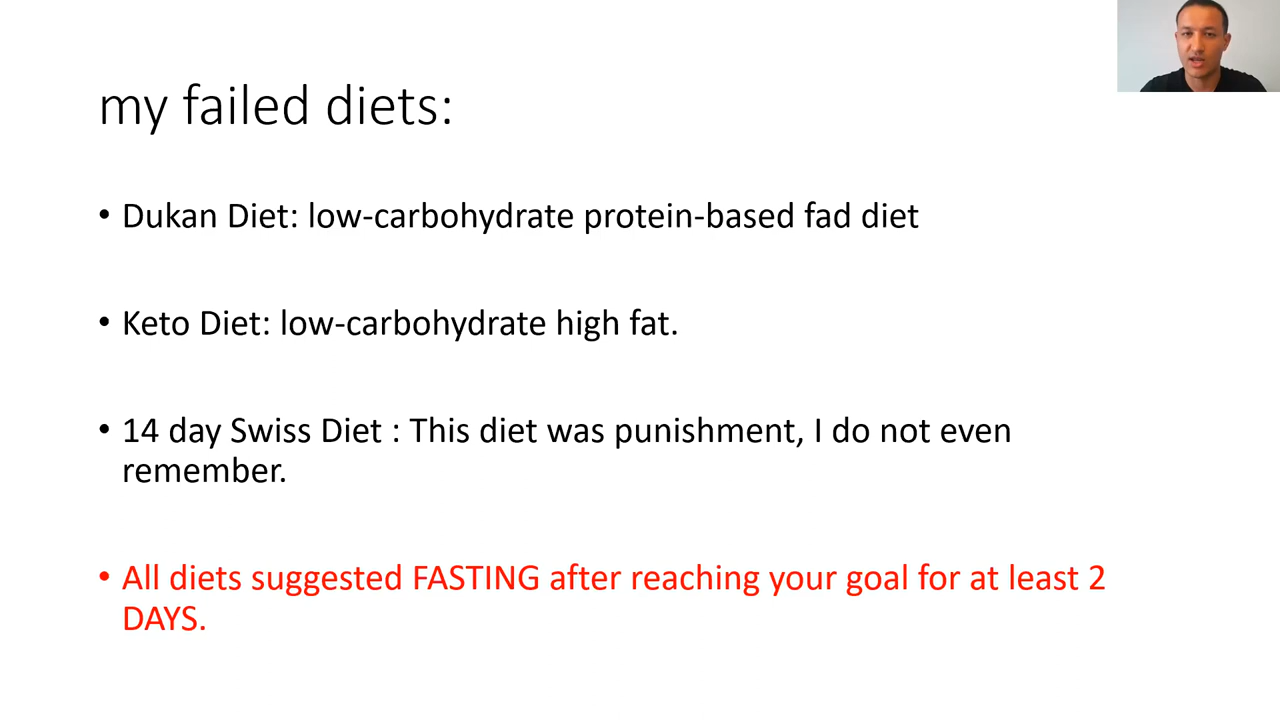 my failed diets:
• Dukan Diet: low-carbohydrate protein-based fad diet
• Keto Diet: low-carbohydrate high fat.
• 14 day Swiss Diet : This diet was punishment, I do not even
remember.
• All diets suggested FASTING after reaching your goal for at least 2
DAYS.